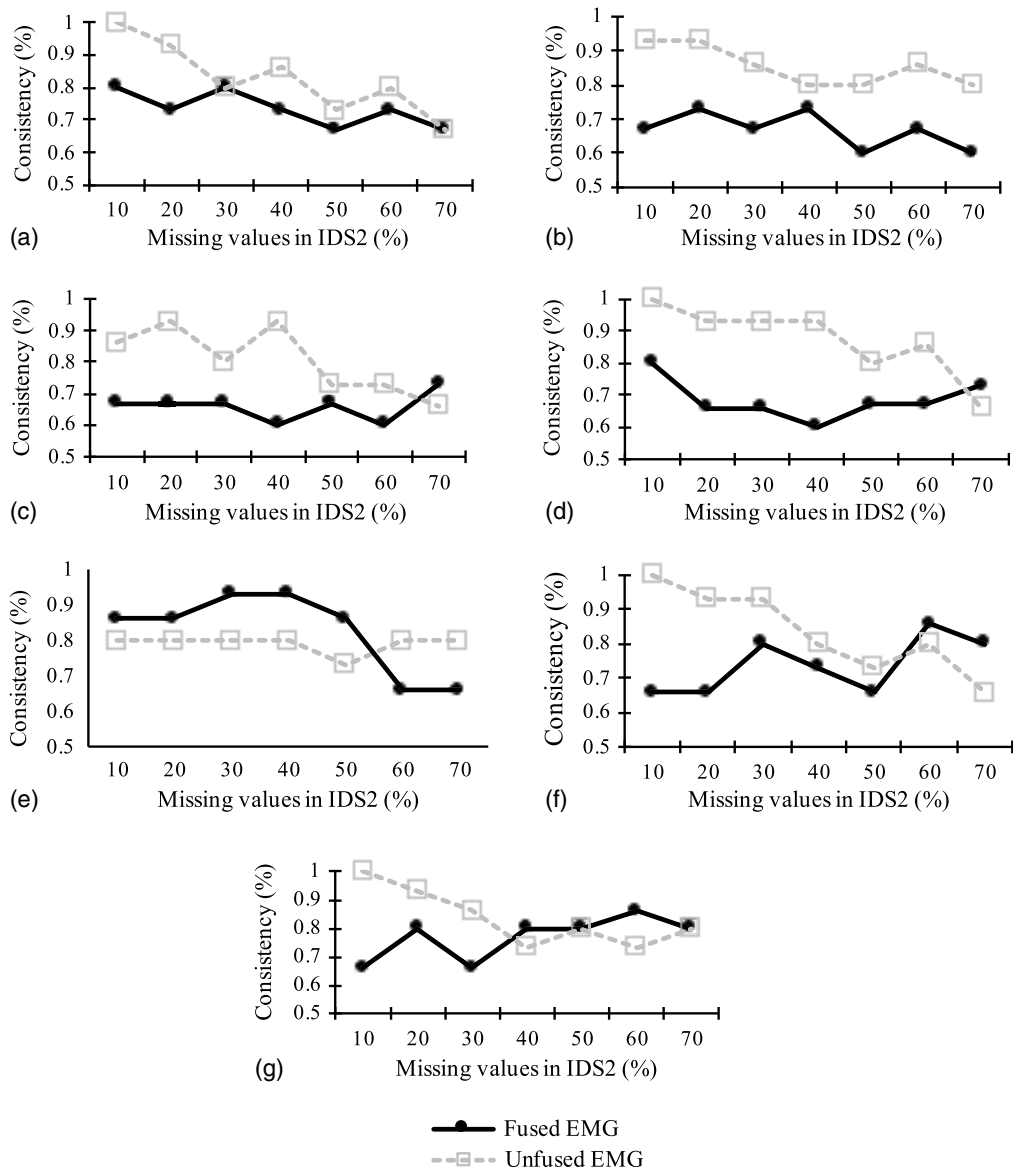 Consistency (%)
1
0.9
0.8
0.7
0.6
0.5
10 20 30 40 50 60 70
(a) Missing values in IDS2 (%)
Consistency (%)
1
0.9
0.8
0.7
0.6
0.5
10 20 30 40 50 60 70
(b) Missing values in IDS2 (%)
Consistency (%)
1
0.9
0.8
0.7
0.6
0.5
10 20 30 40 50 60 70
(c) Missing values in IDS2 (%)
Consistency (%)
1
0.9
0.8
0.7
0.6
0.5
10 20 30 40 50 60 70
(d) Missing values in IDS2 (%)
Consistency (%)
1
0.9
0.8
0.7
0.6
0.5
10 20 30 40 50 60 70
(e) Missing values in IDS2 (%)
Consistency (%)
1
0.9
0.8
0.7
0.6
0.5
10 20 30 40 50 60 70
(f) Missing values in IDS2 (%)
Consistency (%)
1
0.9
0.8
0.7
0.6
0.5
10 20 30 40 50 60 70
(g) Missing values in IDS2 (%)
Fused EMG
Unfused EMG